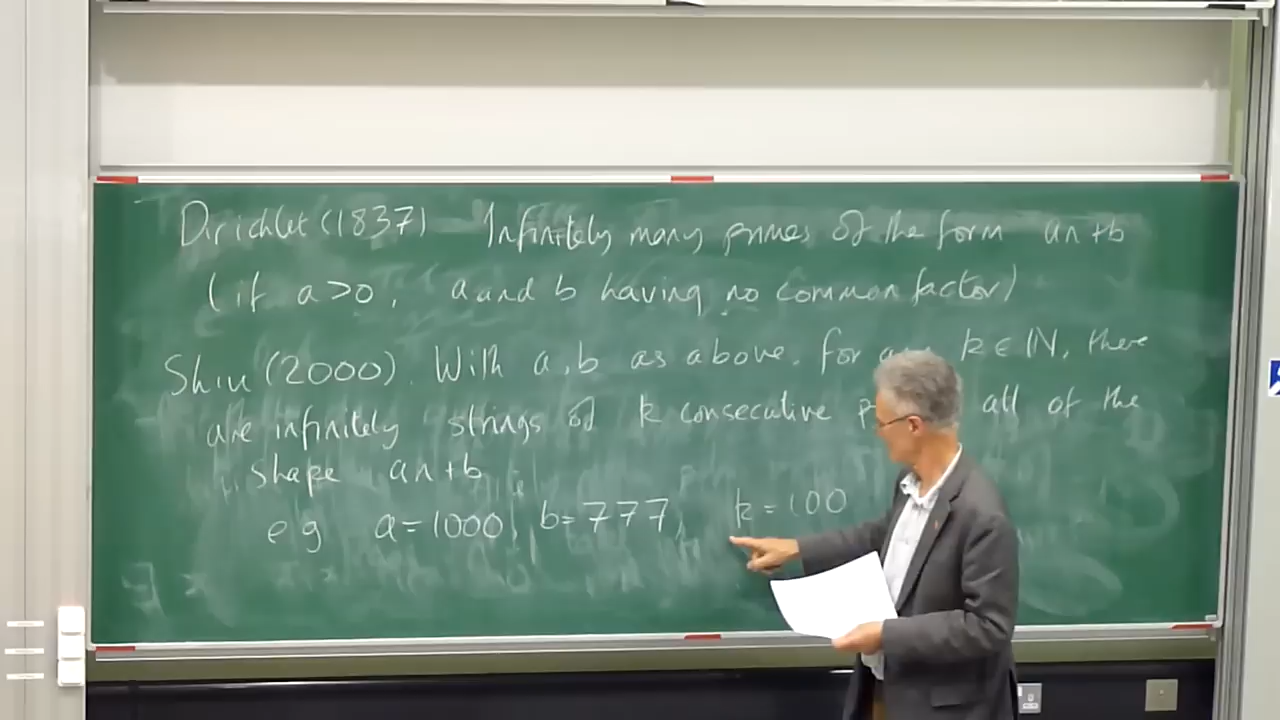 Dirichlet (1837) Infinitely many primes of the form an+b
(if a>0, a and b having no common factor)
Shiu (2000). With a, b as above, for k ∈ ℕ, there
are infinitely strings of k consecutive all of the
shape an+b
eg a=1000, b=777, k=100